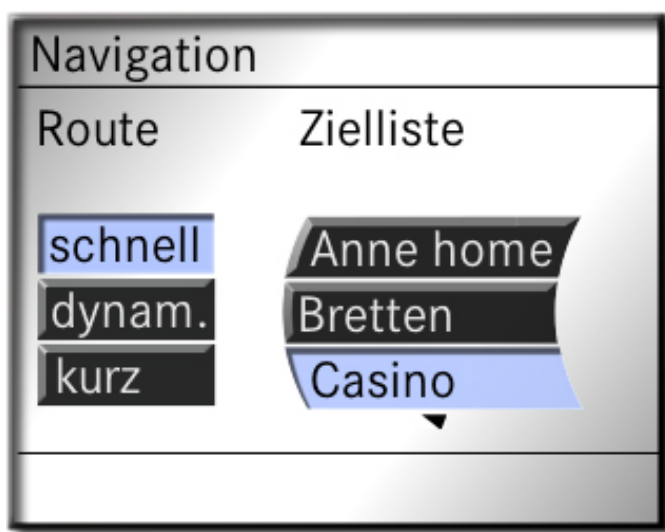 Navigation
Route
Zielliste
schnell
Anne home
dynam.
Bretten
kurz
Casino